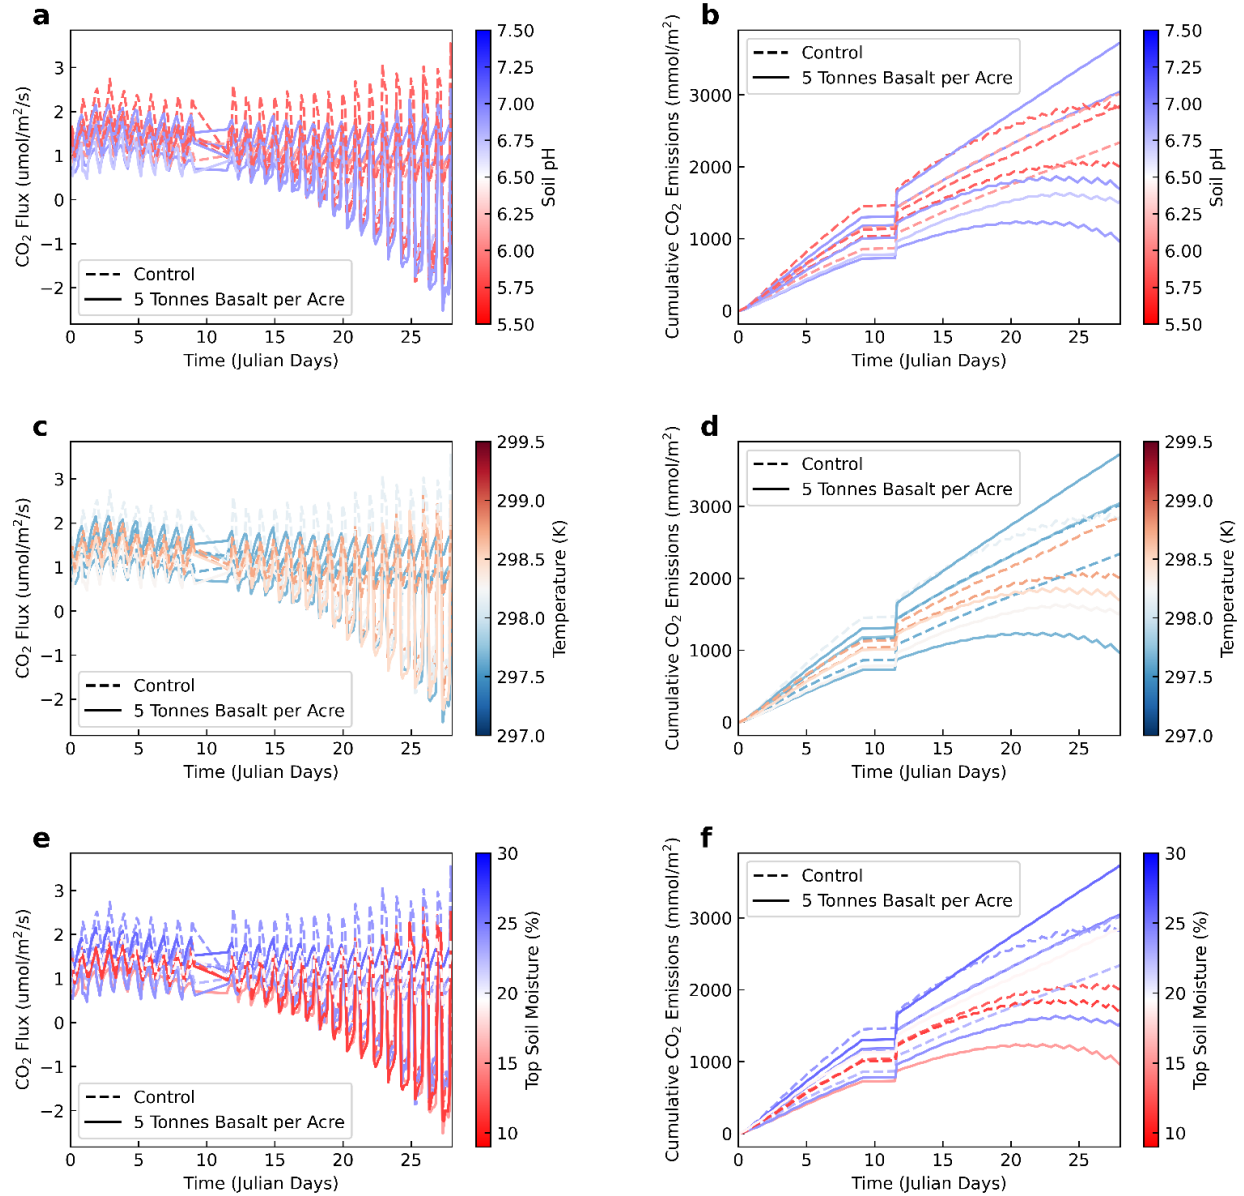 a
CO2 Flux (umol/m2/s)
3
2
1
0
−1
−2
Control
5 Tonnes Basalt per Acre
0 5 10 15 20 25
Time (Julian Days)
7.50
7.25
7.00
6.75
6.50
6.25
6.00
5.75
5.50
Soil pH
b
Cumulative CO2 Emissions (mmol/m2)
3000
2000
1000
0
Control
5 Tonnes Basalt per Acre
0 5 10 15 20 25
Time (Julian Days)
7.50
7.25
7.00
6.75
6.50
6.25
6.00
5.75
5.50
Soil pH
c
CO2 Flux (umol/m2/s)
3
2
1
0
−1
−2
Control
5 Tonnes Basalt per Acre
0 5 10 15 20 25
Time (Julian Days)
299.5
299.0
298.5
298.0
297.5
297.0
Temperature (K)
d
Cumulative CO2 Emissions (mmol/m2)
3000
2000
1000
0
Control
5 Tonnes Basalt per Acre
0 5 10 15 20 25
Time (Julian Days)
299.5
299.0
298.5
298.0
297.5
297.0
Temperature (K)
e
CO2 Flux (umol/m2/s)
3
2
1
0
−1
−2
Control
5 Tonnes Basalt per Acre
0 5 10 15 20 25
Time (Julian Days)
30
25
20
15
10
Top Soil Moisture (%)
f
Cumulative CO2 Emissions (mmol/m2)
3000
2000
1000
0
Control
5 Tonnes Basalt per Acre
0 5 10 15 20 25
Time (Julian Days)
30
25
20
15
10
Top Soil Moisture (%)